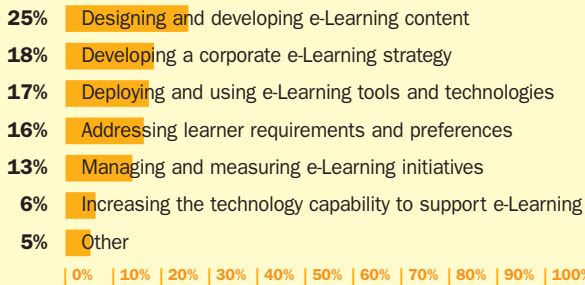 25% Designing and developing e-Learning content
18% Developing a corporate e-Learning strategy
17% Deploying and using e-Learning tools and technologies
16% Addressing learner requirements and preferences
13% Managing and measuring e-Learning initiatives
6% Increasing the technology capability to support e-Learning
5% Other
| 0% | 10% | 20% | 30% | 40% | 50% | 60% | 70% | 80% | 90% | 100%